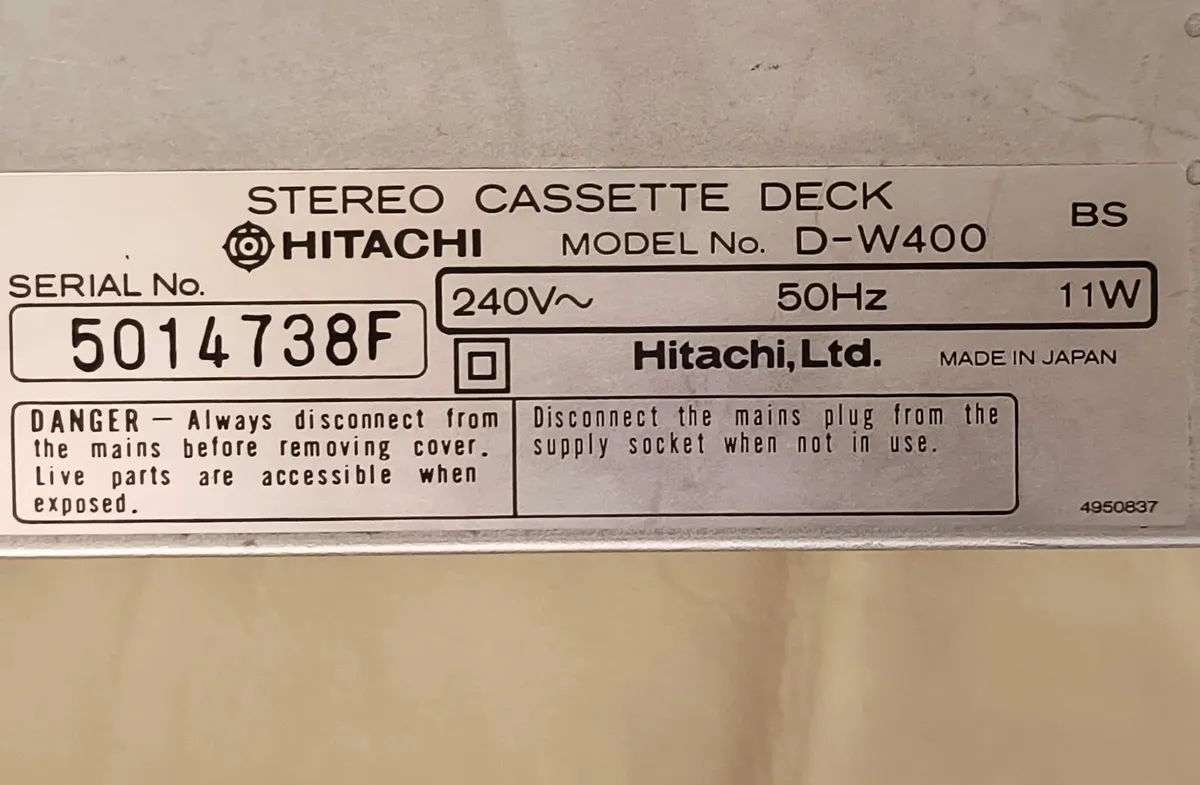 STEREO CASSETTE DECK
HITACHI MODEL No. D-W400 BS
SERIAL No.
5014738F
240V~ 50Hz 11W
Hitachi, Ltd. MADE IN JAPAN
DANGER — Always disconnect from
the mains before removing cover.
Live parts are accessible when
exposed.
Disconnect the mains plug from the
supply socket when not in use.
4950837